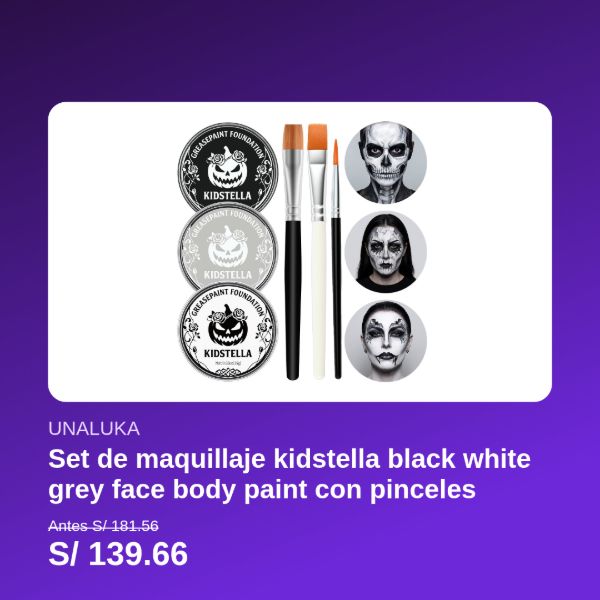 GREASEPAINT FOUNDATION
KIDSTELLA
GREASEPAINT FOUNDATION
KIDSTELLA
GREASEPAINT FOUNDATION
KIDSTELLA
UNALUKA
Set de maquillaje kidstella black white
grey face body paint con pinceles
Antes S/ 181.56
S/ 139.66